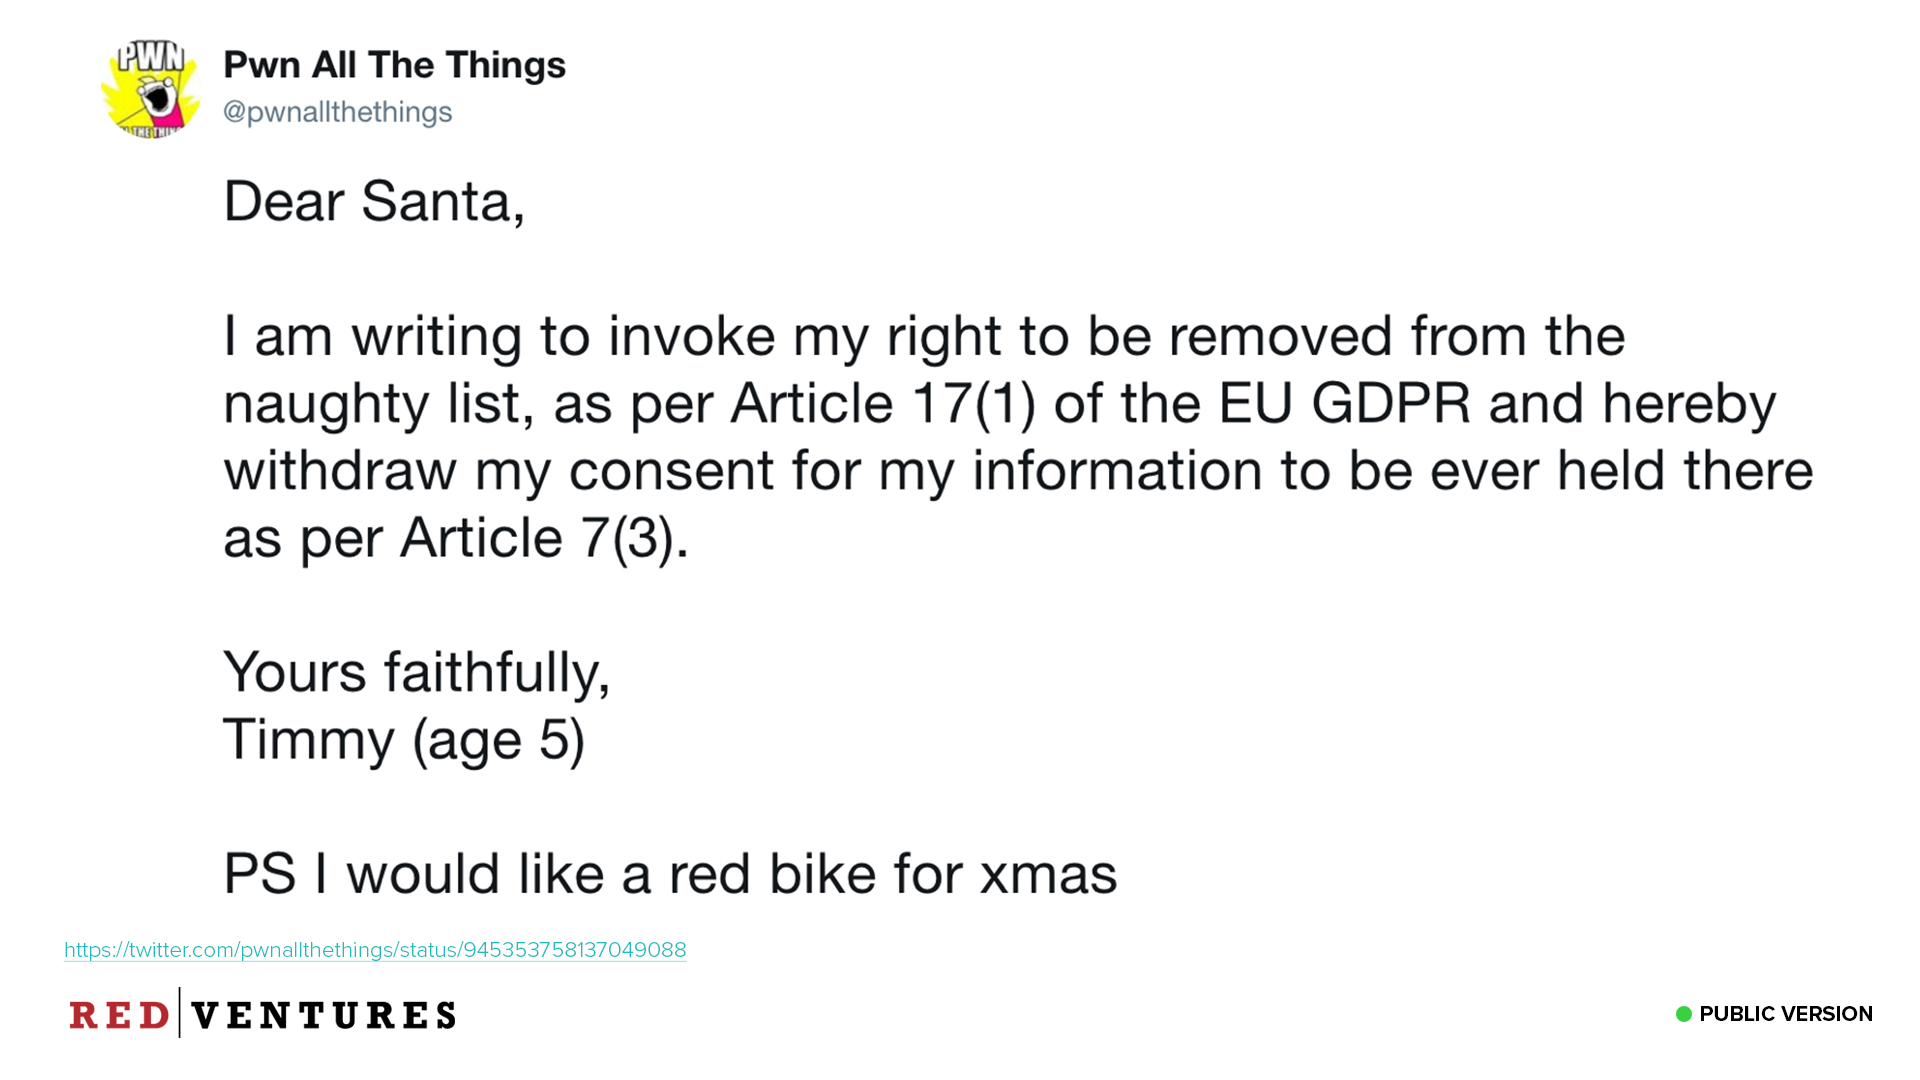 PWN
THE THIN
Pwn All The Things
@pwnallthethings
Dear Santa,
I am writing to invoke my right to be removed from the
naughty list, as per Article 17(1) of the EU GDPR and hereby
withdraw my consent for my information to be ever held there
as per Article 7(3).
Yours faithfully,
Timmy (age 5)
PS I would like a red bike for xmas
https://twitter.com/pwnallthethings/status/945353758137049088
RED VENTURES
PUBLIC VERSION